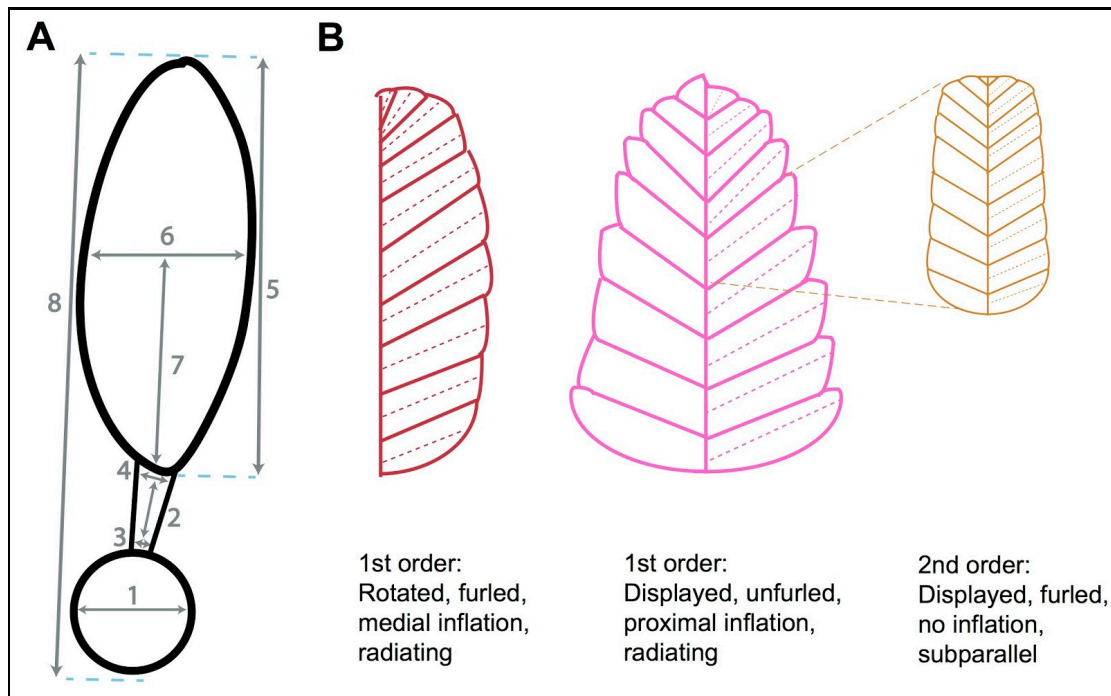 A
B
6
8
5
7
4
2
3
1
1st order:
Rotated, furled,
medial inflation,
radiating
1st order:
Displayed, unfurled,
proximal inflation,
radiating
2nd order:
Displayed, furled,
no inflation,
subparallel